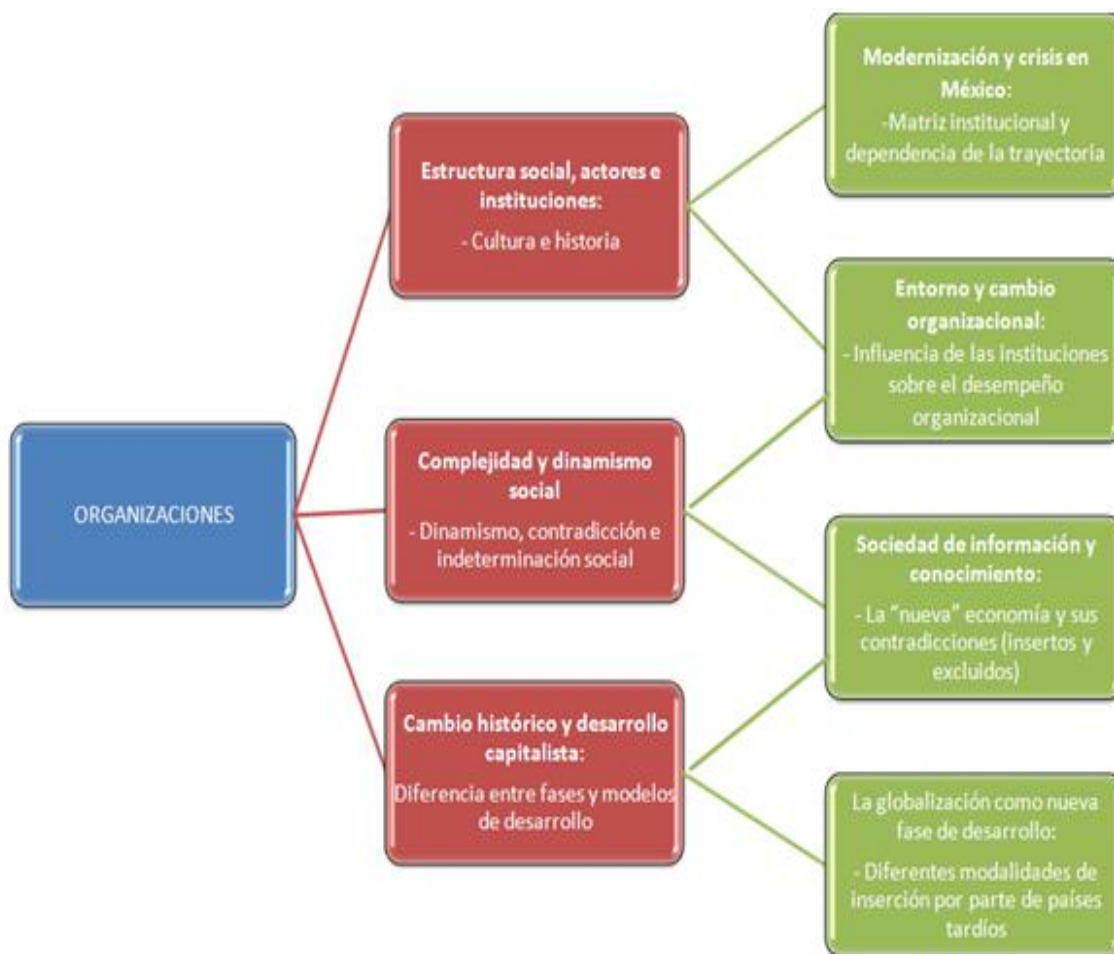 ORGANIZACIONES
Estructura social, actores e
instituciones:
- Cultura e historia
Complejidad y dinamismo
social
- Dinamismo, contradicción e
indeterminación social
Cambio histórico y desarrollo
capitalista:
Diferencia entre fases y modelos
de desarrollo
Modernización y crisis en
México:
-Matriz institucional y
dependencia de la trayectoria
Entorno y cambio
organizacional:
- Influencia de las instituciones
sobre el desempeño
organizacional
Sociedad de información y
conocimiento:
- La “nueva” economía y sus
contradicciones (insertos y
excluidos)
La globalización como nueva
fase de desarrollo:
- Diferentes modalidades de
inserción por parte de países
tardíos